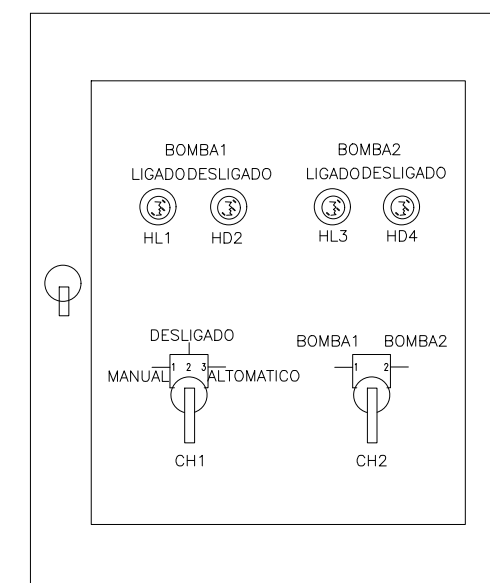 BOMBA1 BOMBA2
LIGADO DESLIGADO LIGADO DESLIGADO
HL1 HD2 HL3 HD4
DESLIGADO
BOMBA1 BOMBA2
1 2 3 1 2
MANUAL ALTOMATICO
CH1 CH2